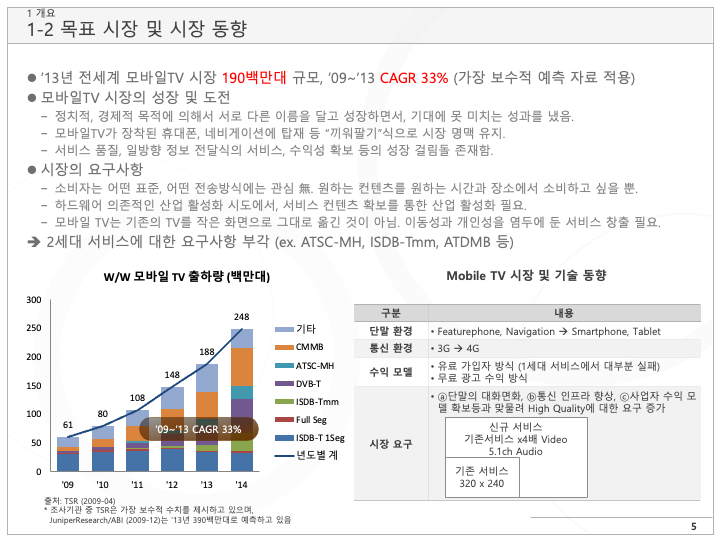 1 개요
1-2 목표 시장 및 시장 동향
● '13년 전세계 모바일TV 시장 190백만대 규모, '09~'13 CAGR 33% (가장 보수적 예측 자료 적용)
● 모바일TV 시장의 성장 및 도전
– 정치적, 경제적 목적에 의해서 서로 다른 이름을 달고 성장하면서, 기대에 못 미치는 성과를 냈음.
– 모바일TV가 장착된 휴대폰, 네비게이션에 탑재 등 "끼워팔기"식으로 시장 명맥 유지.
– 서비스 품질, 일방향 정보 전달식의 서비스, 수익성 확보 등의 성장 걸림돌 존재함.
● 시장의 요구사항
– 소비자는 어떤 표준, 어떤 전송방식에는 관심 無. 원하는 컨텐츠를 원하는 시간과 장소에서 소비하고 싶을 뿐.
– 하드웨어 의존적인 산업 활성화 시도에서, 서비스 컨텐츠 확보를 통한 산업 활성화 필요.
– 모바일 TV는 기존의 TV를 작은 화면으로 그대로 옮긴 것이 아님. 이동성과 개인성을 염두에 둔 서비스 창출 필요.
➔ 2세대 서비스에 대한 요구사항 부각 (ex. ATSC-MH, ISDB-Tmm, ATDMB 등)
W/W 모바일 TV 출하량 (백만대)
300
250
200
150
100
50
0
61
80
108
148
188
248
'09~'13 CAGR 33%
'09 '10 '11 '12 '13 '14
기타
CMMB
ATSC-MH
DVB-T
ISDB-Tmm
Full Seg
ISDB-T 1Seg
년도별 계
출처: TSR (2009-04)
* 조사기관 중 TSR은 가장 보수적 수치를 제시하고 있으며,
JuniperResearch/ABI (2009-12)는 '13년 390백만대로 예측하고 있음
Mobile TV 시장 및 기술 동향
구분 내용
단말 환경 • Featurephone, Navigation → Smartphone, Tablet
통신 환경 • 3G → 4G
수익 모델 • 유료 가입자 방식 (1세대 서비스에서 대부분 실패)
• 무료 광고 수익 방식
시장 요구 • ⓐ단말의 대화면화, ⓑ통신 인프라 향상, ⓒ사업자 수익 모
델 확보등과 맞물려 High Quality에 대한 요구 증가
신규 서비스
기존서비스 x4배 Video
5.1ch Audio
기존 서비스
320 x 240
5